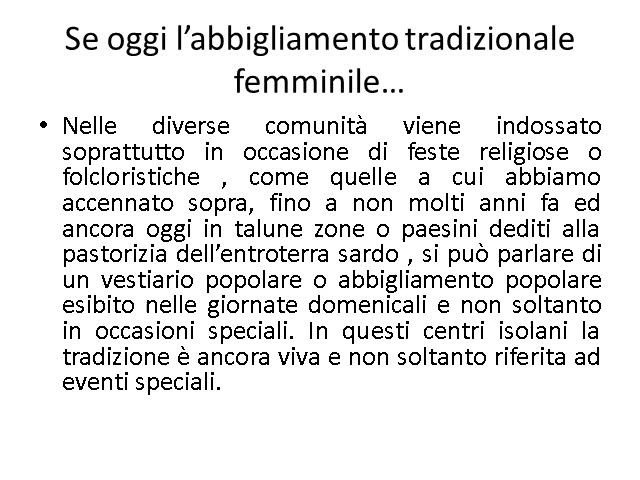 Se oggi l’abbigliamento tradizionale
femminile…
• Nelle diverse comunità viene indossato
soprattutto in occasione di feste religiose o
folcloristiche , come quelle a cui abbiamo
accennato sopra, fino a non molti anni fa ed
ancora oggi in talune zone o paesini dediti alla
pastorizia dell’entroterra sardo , si può parlare di
un vestiario popolare o abbigliamento popolare
esibito nelle giornate domenicali e non soltanto
in occasioni speciali. In questi centri isolani la
tradizione è ancora viva e non soltanto riferita ad
eventi speciali.